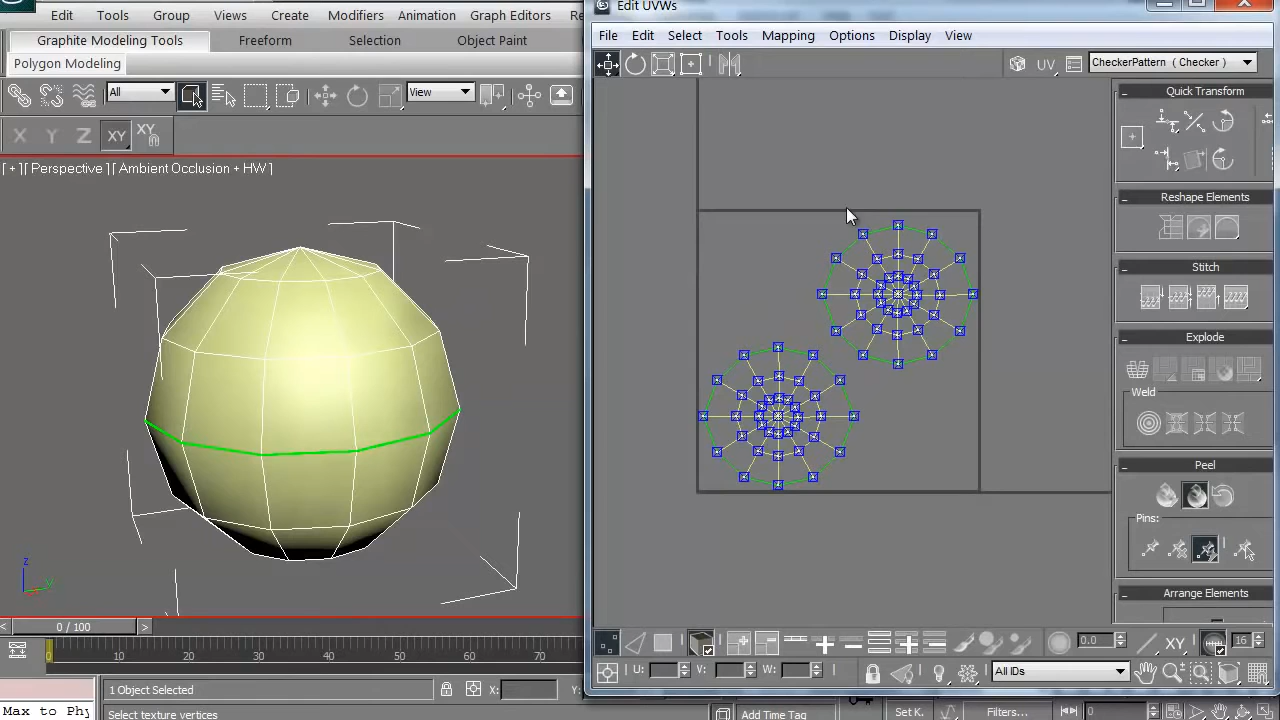 Edit UVWs
Tools Group Views Create Modifiers Animation Graph Editors Re
File Edit Select Tools Mapping Options Display View
Graphite Modeling Tools Freeform Selection Object Paint
Polygon Modeling
UV CheckerPattern ( Checker )
All View
Quick Transform
X Y Z XY XY
[ + ][ Perspective ][ Ambient Occlusion + HW ]
Reshape Elements
Stitch
Explode
Weld
Peel
Pins:
z
y
Arrange Elements
< 0 / 100 >
0.0 XY 16
0 10 20 30 40 50 60 70
U: V: W: All IDs
1 Object Selected X: Y:
Max to Phy
Select texture vertices Add Time Tag Set K. Filters... 0